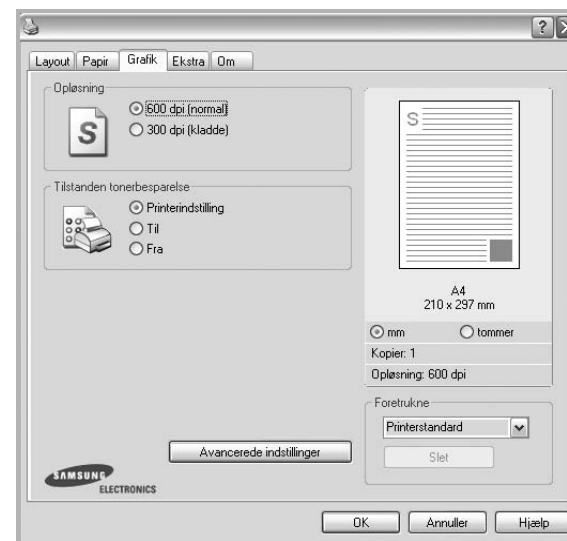 ?
Layout Papir Grafik Ekstra Om
Opløsning
600 dpi (normal)
300 dpi (kladde)
S
Tilstanden tonerbesparelse
Printerindstilling
Til
Fra
S
A4
210 x 297 mm
mm tommer
Kopier: 1
Opløsning: 600 dpi
Foretrukne
Printerstandard
Slet
Avancerede indstillinger
SAMSUNG
ELECTRONICS
OK Annuller Hjælp